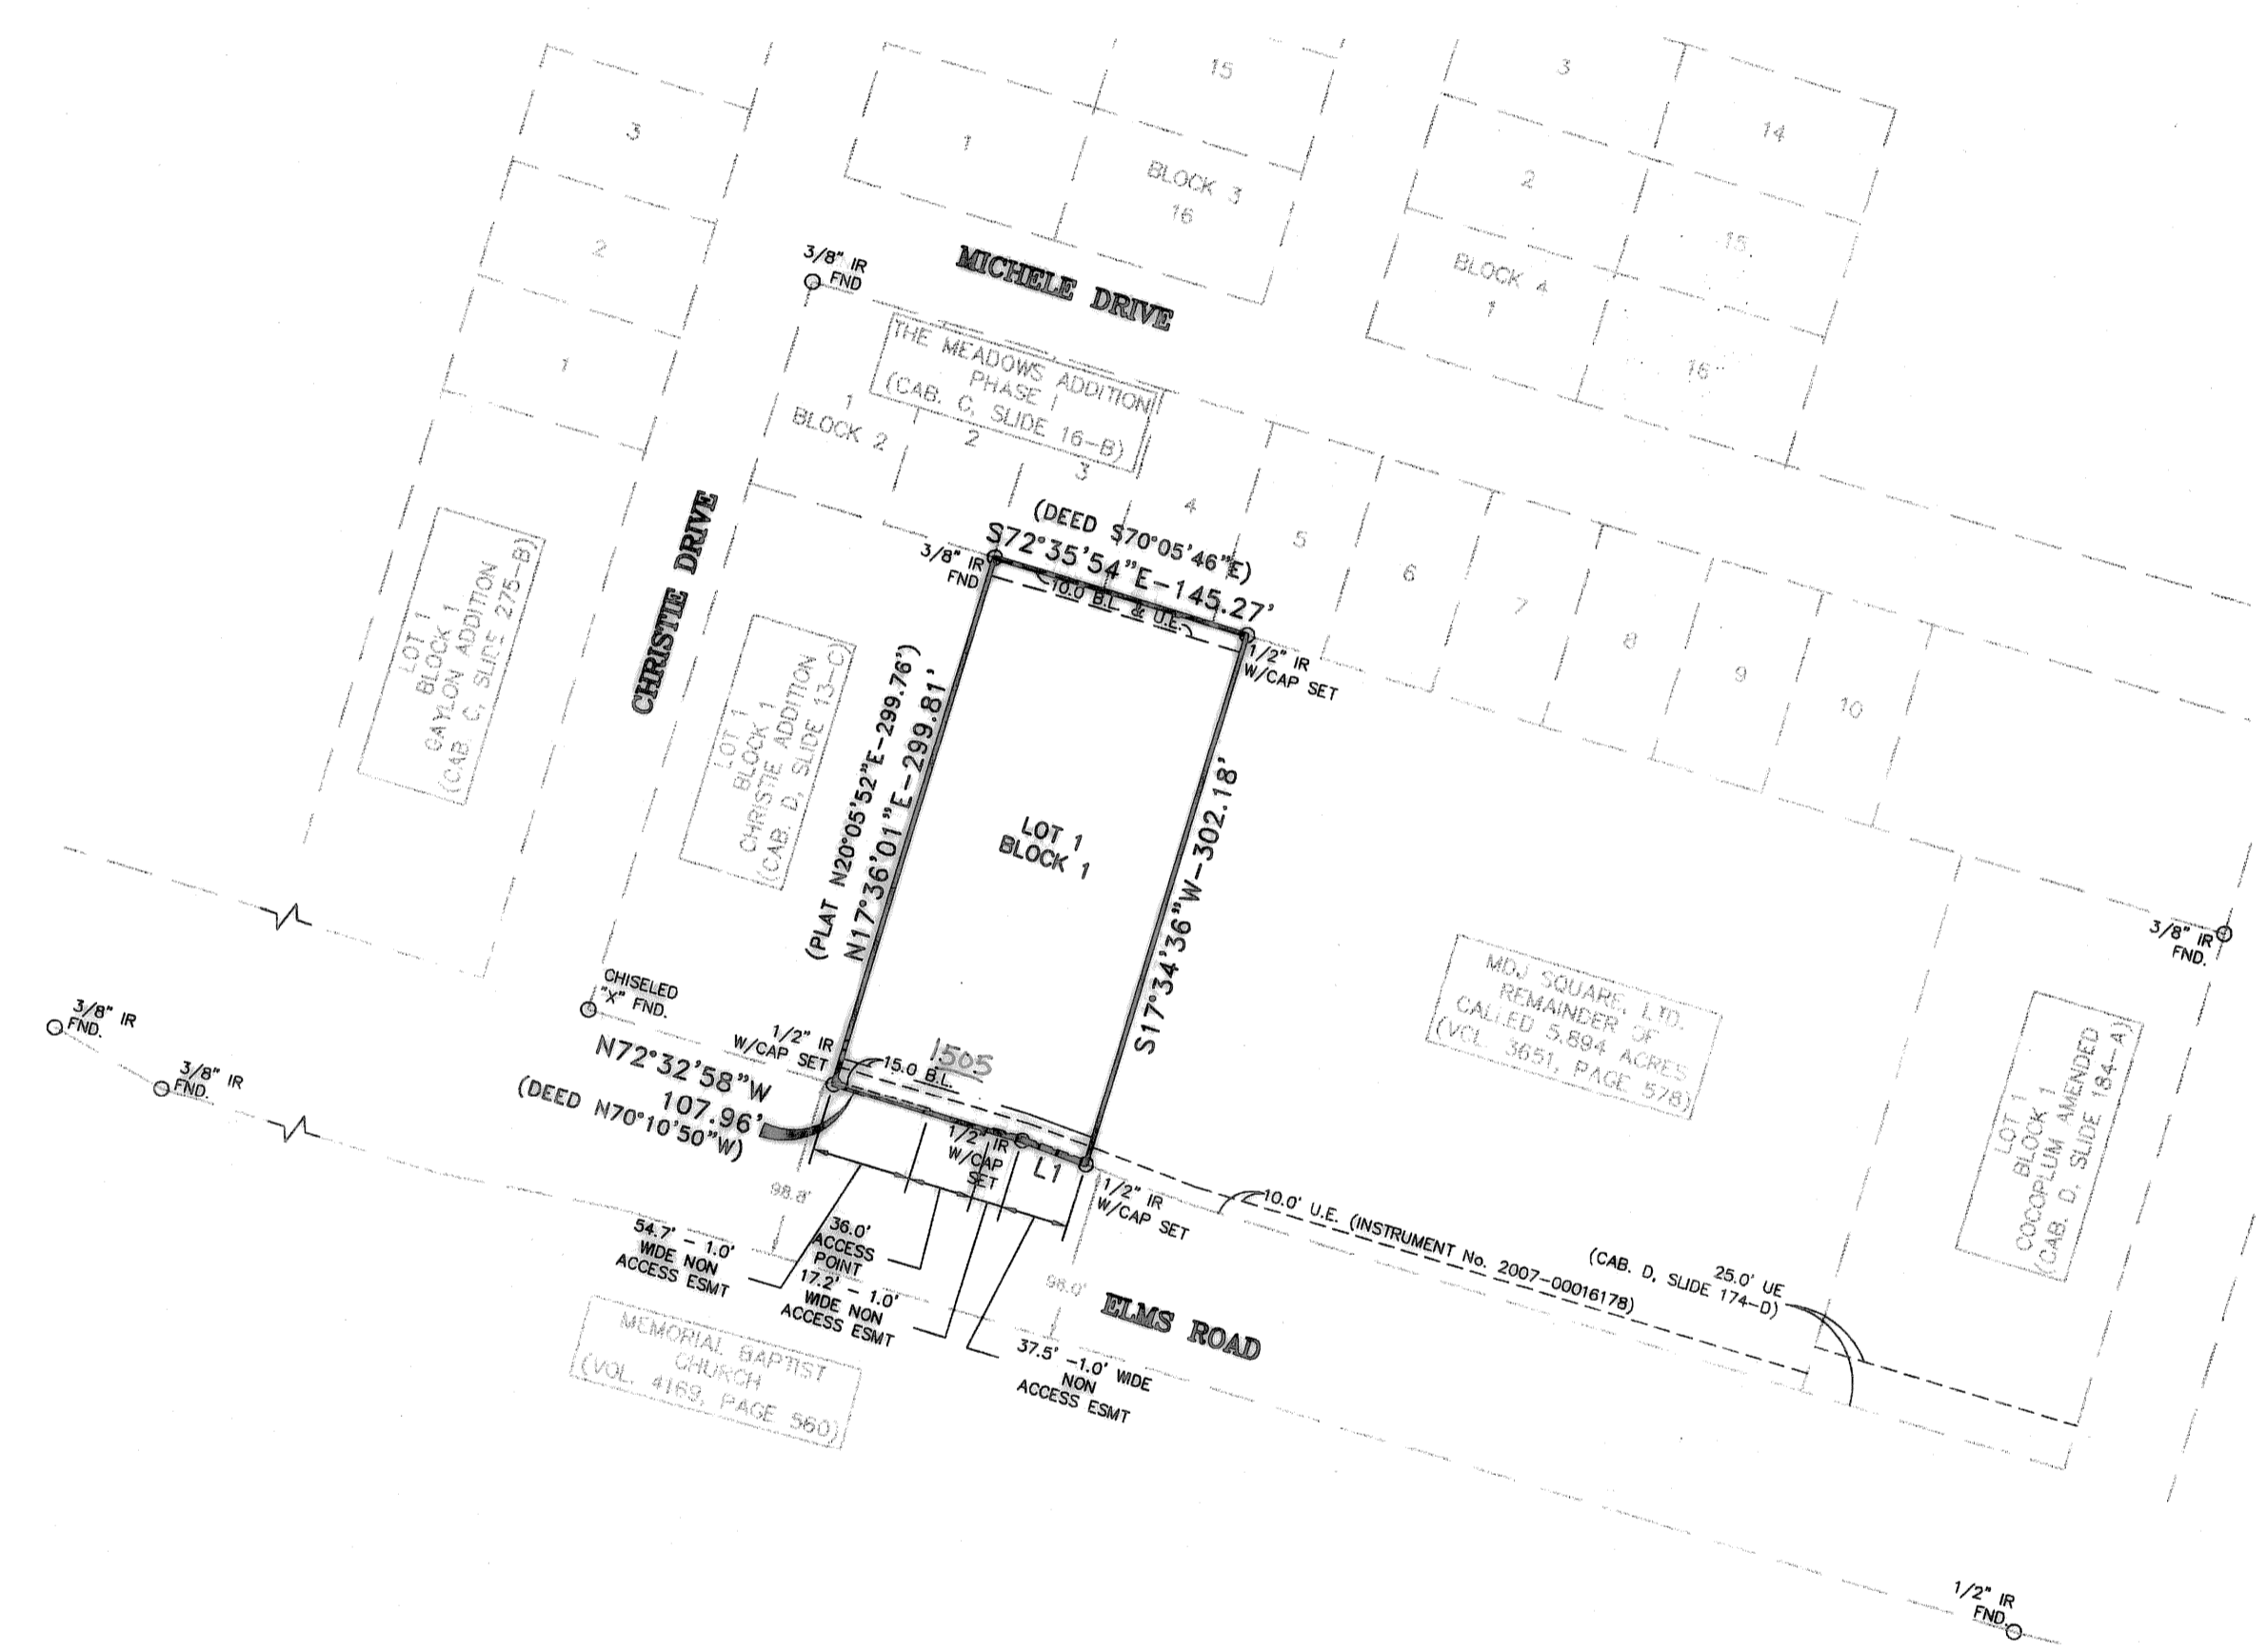 3
2
1
1
15
BLOCK 3
16
3
14
2
15
BLOCK 4
1
16
3/8" IR
FND
MICHELE DRIVE
THE MEADOWS ADDITION
PHASE I
(CAB. C, SLIDE 16-B)
1
BLOCK 2
2
3
4
5
6
7
8
9
10
(DEED S70°05'46"E)
S72°35'54"E-145.27'
3/8" IR
FND
10.0 B.L. & U.E.
1/2" IR
W/CAP SET
CHRISTIE DRIVE
LOT 1
BLOCK 1
GAYLON ADDITION
(CAB. C, SLIDE 275-B)
LOT 1
BLOCK 1
CHRISTIE ADDITION
(CAB. D, SLIDE 13-C)
(PLAT N20°05'52"E-299.76')
N17°36'01"E-299.81'
LOT 1
BLOCK 1
S17°34'36"W-302.18'
MDJ SQUARE, LTD.
REMAINDER OF
CALLED 5.894 ACRES
(VOL. 3651, PAGE 578)
3/8" IR
FND.
LOT 1
BLOCK 1
COCOPLUM AMENDED
(CAB. D, SLIDE 184-A)
CHISELED
"X" FND.
3/8" IR
FND.
3/8" IR
FND.
1/2" IR
W/CAP SET
N72°32'58"W
107.96'
(DEED N70°10'50"W)
15.0 B.L.
1505
1/2" IR
W/CAP
SET
L1
1/2" IR
W/CAP SET
98.8'
54.7' - 1.0'
WIDE NON
ACCESS ESMT
36.0'
ACCESS
POINT
17.2' - 1.0'
WIDE NON
ACCESS ESMT
98.0'
ELMS ROAD
37.5' -1.0' WIDE
NON
ACCESS ESMT
10.0' U.E. (INSTRUMENT No. 2007-00016178)
25.0' UE
(CAB. D, SLIDE 174-D)
MEMORIAL BAPTIST
CHURCH
(VOL. 4169, PAGE 560)
1/2" IR
FND.